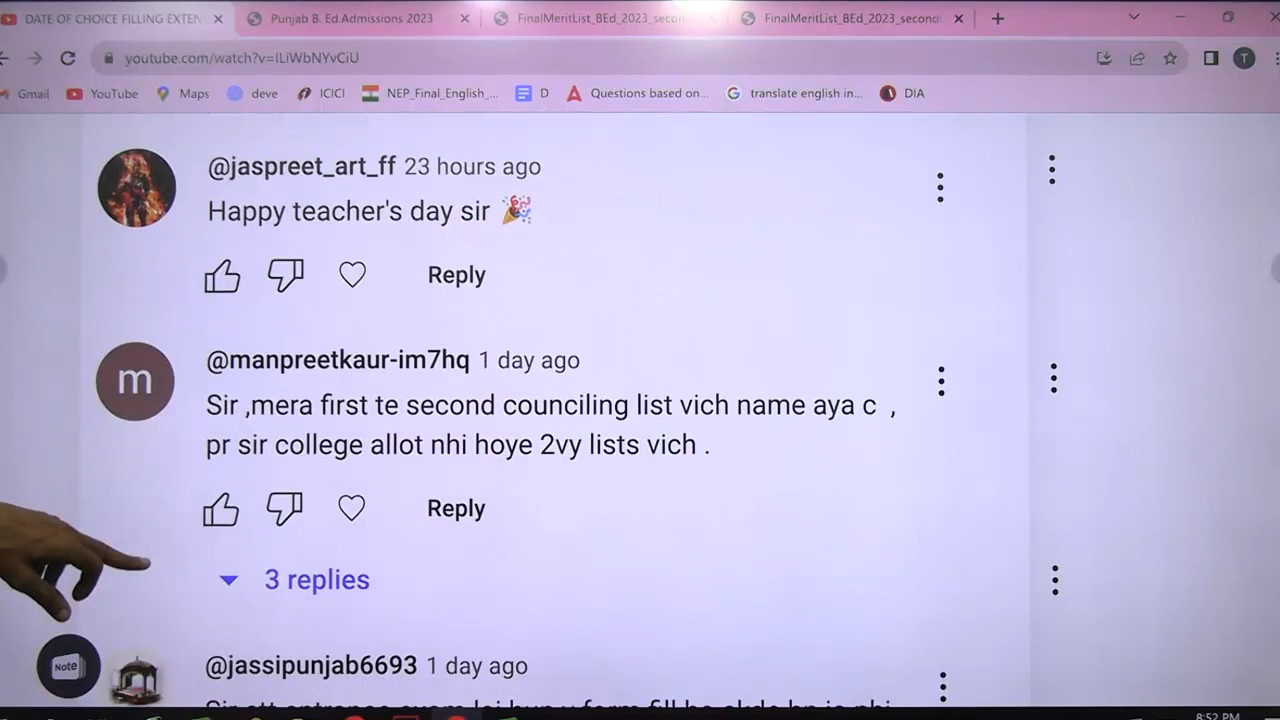 DATE OF CHOICE FILLING EXTEN
Punjab B. Ed.Admissions 2023
FinalMeritList_BEd_2023_secon
FinalMeritList_BEd_2023_second
youtube.com/watch?v=ILiWbNYvCiU
T
Gmail
YouTube
Maps
deve
ICICI
NEP_Final_English_...
D
Questions based on...
translate english in...
DIA
@jaspreet_art_ff 23 hours ago
Happy teacher's day sir 🎉
Reply
m
@manpreetkaur-im7hq 1 day ago
Sir ,mera first te second counciling list vich name aya c ,
pr sir college allot nhi hoye 2vy lists vich .
Reply
3 replies
Note
@jassipunjab6693 1 day ago
8:52 PM